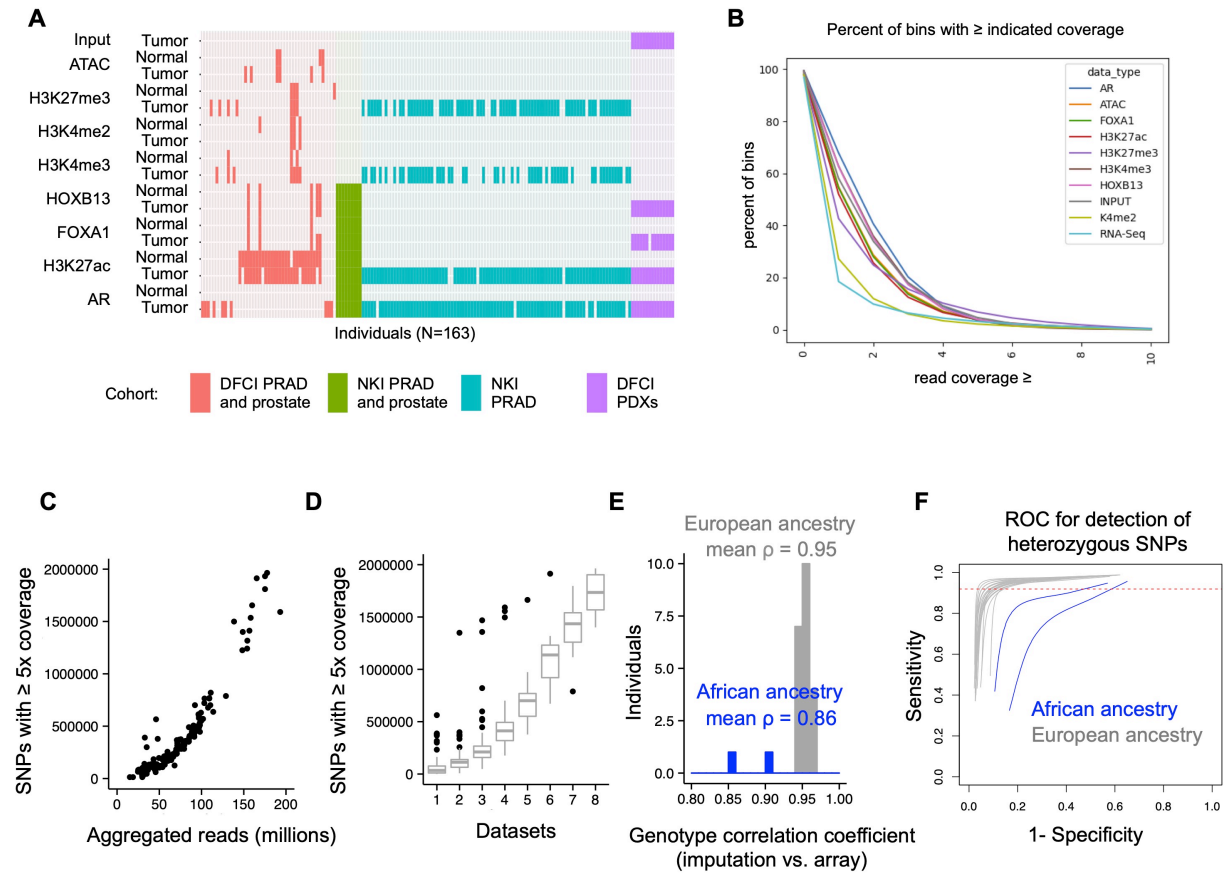 A
Input Tumor
ATAC Normal
Tumor
H3K27me3 Normal
Tumor
H3K4me2 Normal
Tumor
H3K4me3 Normal
Tumor
HOXB13 Normal
Tumor
FOXA1 Normal
Tumor
H3K27ac Normal
Tumor
AR Normal
Tumor
Individuals (N=163)
Cohort:
DFCI PRAD
and prostate
NKI PRAD
and prostate
NKI
PRAD
DFCI
PDXs
B
Percent of bins with ≥ indicated coverage
percent of bins
100
80
60
40
20
0
0 2 4 6 8 10
read coverage ≥
data_type
AR
ATAC
FOXA1
H3K27ac
H3K27me3
H3K4me3
HOXB13
INPUT
K4me2
RNA-Seq
C
SNPs with ≥ 5x coverage
2000000
1500000
1000000
500000
0
0 50 100 150 200
Aggregated reads (millions)
D
SNPs with ≥ 5x coverage
2000000
1500000
1000000
500000
0
1 2 3 4 5 6 7 8
Datasets
E
European ancestry
mean ρ = 0.95
Individuals
10.0
5.0
2.5
0.0
African ancestry
mean ρ = 0.86
0.80 0.85 0.90 0.95 1.00
Genotype correlation coefficient
(imputation vs. array)
F
ROC for detection of
heterozygous SNPs
Sensitivity
1.0
0.8
0.6
0.4
0.2
0.0
African ancestry
European ancestry
0.0 0.2 0.4 0.6 0.8 1.0
1- Specificity